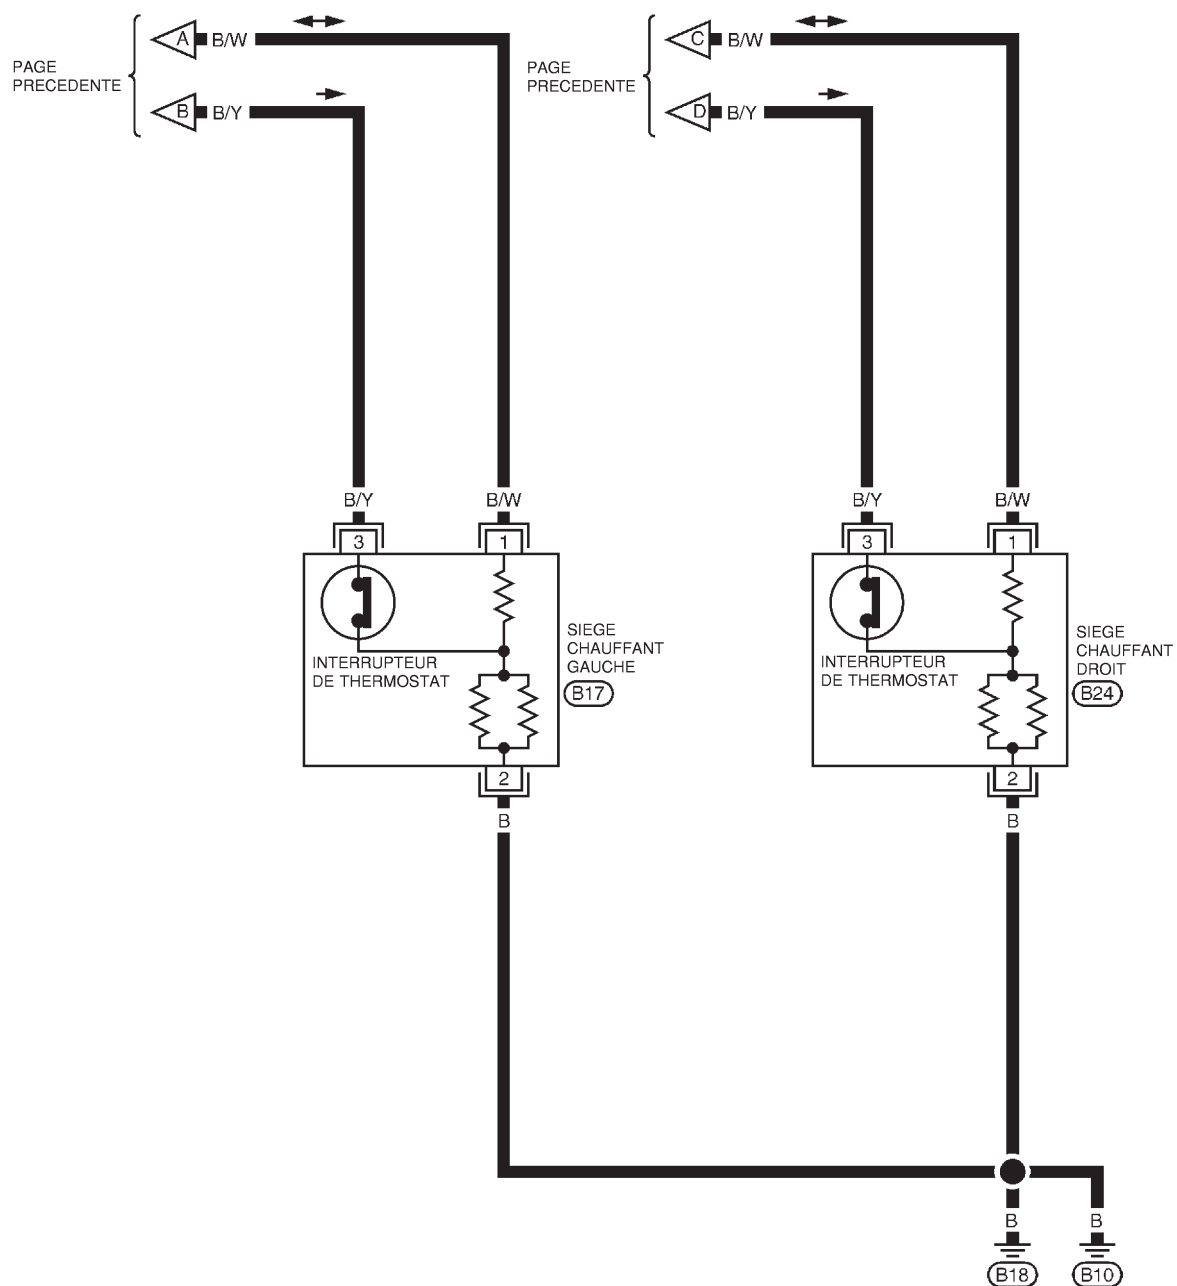 A B/W
PAGE
PRECEDENTE
B B/Y
C B/W
PAGE
PRECEDENTE
D B/Y
B/Y B/W
3 1
INTERRUPTEUR
DE THERMOSTAT
SIEGE
CHAUFFANT
GAUCHE
B17
2
B
B/Y B/W
3 1
INTERRUPTEUR
DE THERMOSTAT
SIEGE
CHAUFFANT
DROIT
B24
2
B
B B
B18 B10